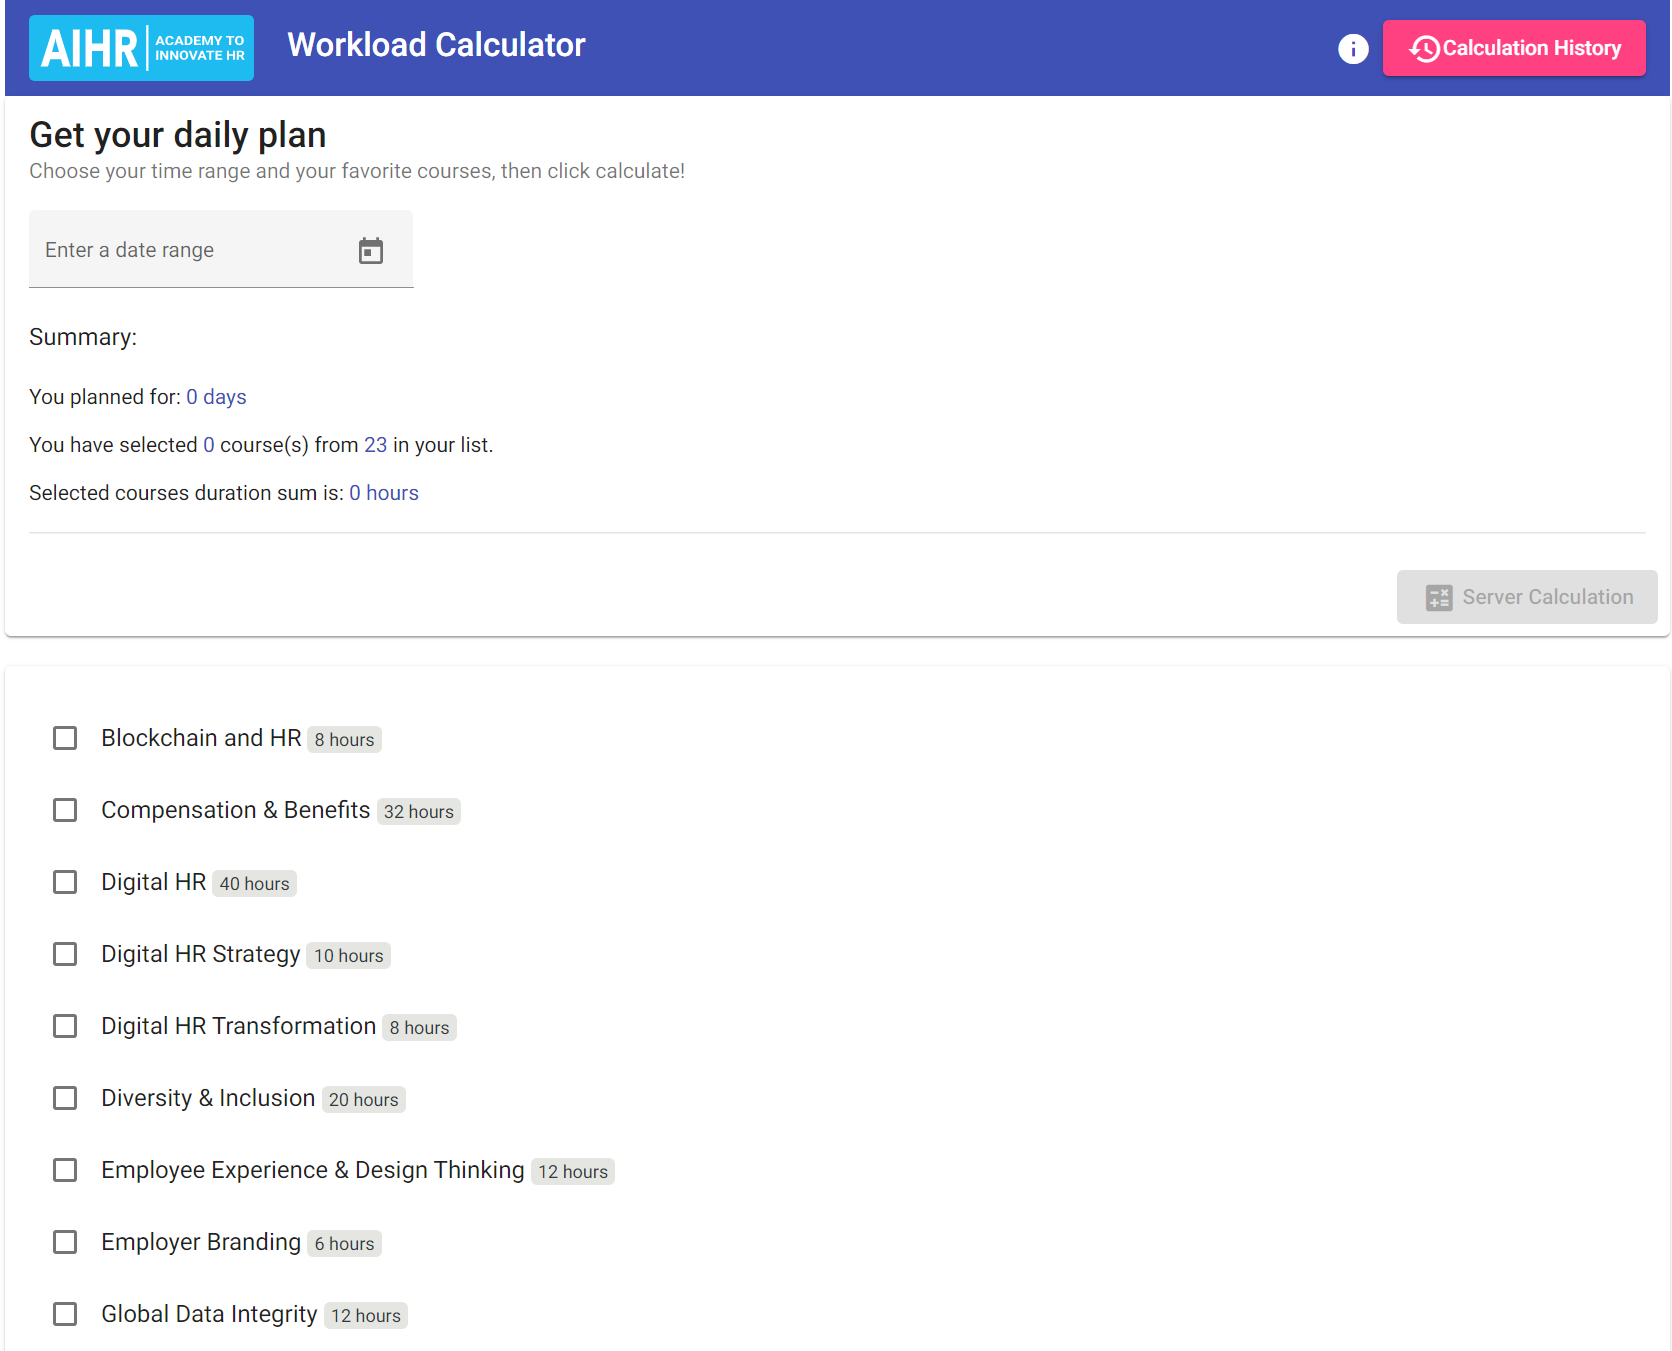 AIHR ACADEMY TO
INNOVATE HR
Workload Calculator
Calculation History
Get your daily plan
Choose your time range and your favorite courses, then click calculate!
Enter a date range
Summary:
You planned for: 0 days
You have selected 0 course(s) from 23 in your list.
Selected courses duration sum is: 0 hours
Server Calculation
Blockchain and HR 8 hours
Compensation & Benefits 32 hours
Digital HR 40 hours
Digital HR Strategy 10 hours
Digital HR Transformation 8 hours
Diversity & Inclusion 20 hours
Employee Experience & Design Thinking 12 hours
Employer Branding 6 hours
Global Data Integrity 12 hours